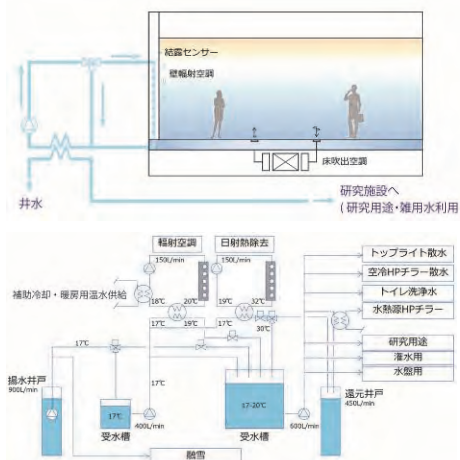 結露センサー
壁輻射空調
床吹出空調
井水
研究施設へ
(研究用途・雑用水利用
輻射空調
日射熱除去
150L/min
150L/min
18℃
20℃
19℃
32℃
補助冷却・暖房用温水供給
17℃
19℃
17℃
30℃
17℃
17℃
揚水井戸
900L/min
17℃
受水槽
400L/min
17-20℃
受水槽
600L/min
還元井戸
450L/min
融雪
トップライト散水
空冷HPチラー散水
トイレ洗浄水
水熱源HPチラー
研究用途
潅水用
水盤用